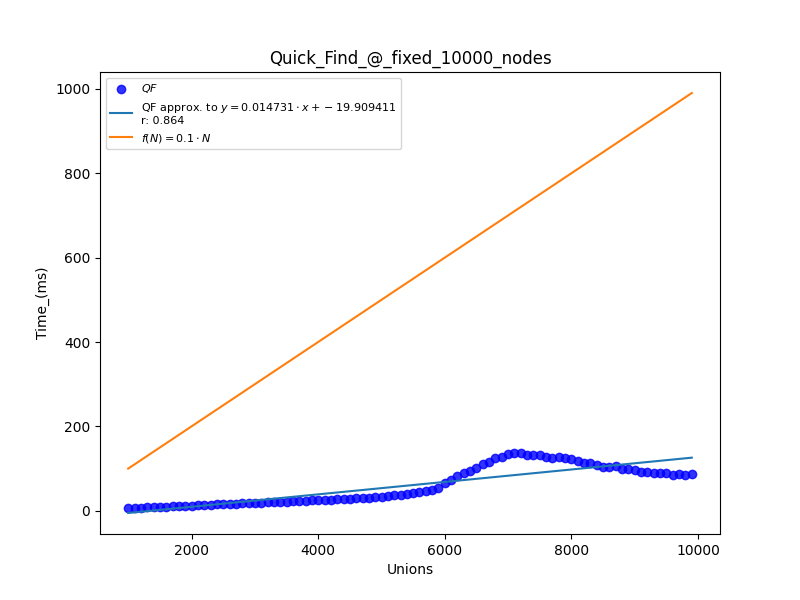 Quick_Find_@_fixed_10000_nodes
QF
QF approx. to y = 0.014731 · x + − 19.909411
r: 0.864
f(N) = 0.1 · N
1000
800
600
400
200
0
Time_(ms)
2000 4000 6000 8000 10000
Unions